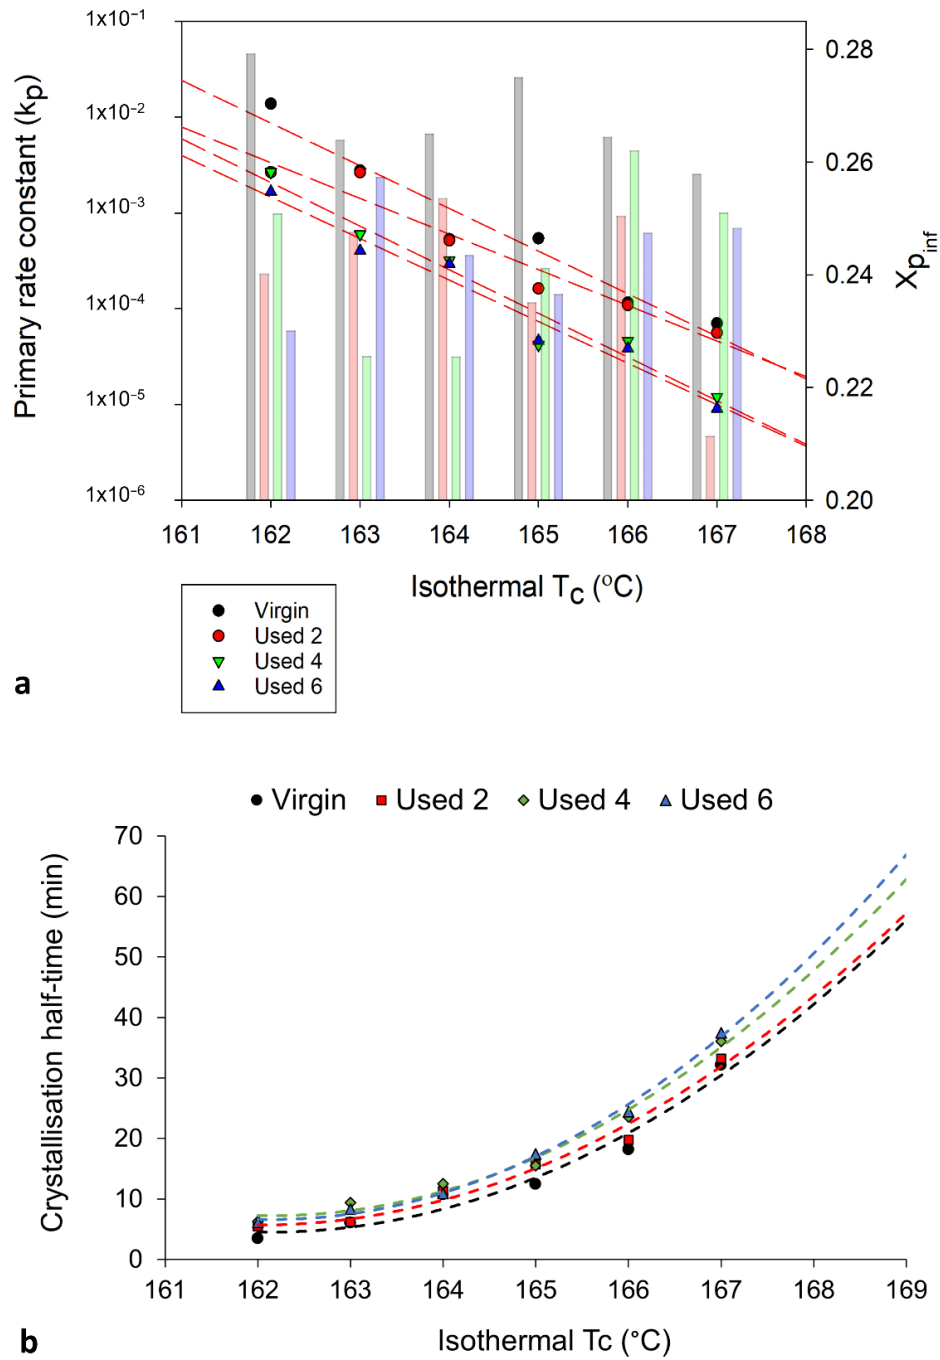 1x10⁻¹
1x10⁻²
1x10⁻³
1x10⁻⁴
1x10⁻⁵
1x10⁻⁶
Primary rate constant (kp)
0.28
0.26
0.24
0.22
0.20
Xp_inf
161 162 163 164 165 166 167 168
Isothermal TC (°C)
Virgin
Used 2
Used 4
Used 6
a
Virgin Used 2 Used 4 Used 6
70
60
50
40
30
20
10
0
Crystallisation half-time (min)
161 162 163 164 165 166 167 168 169
Isothermal Tc (°C)
b